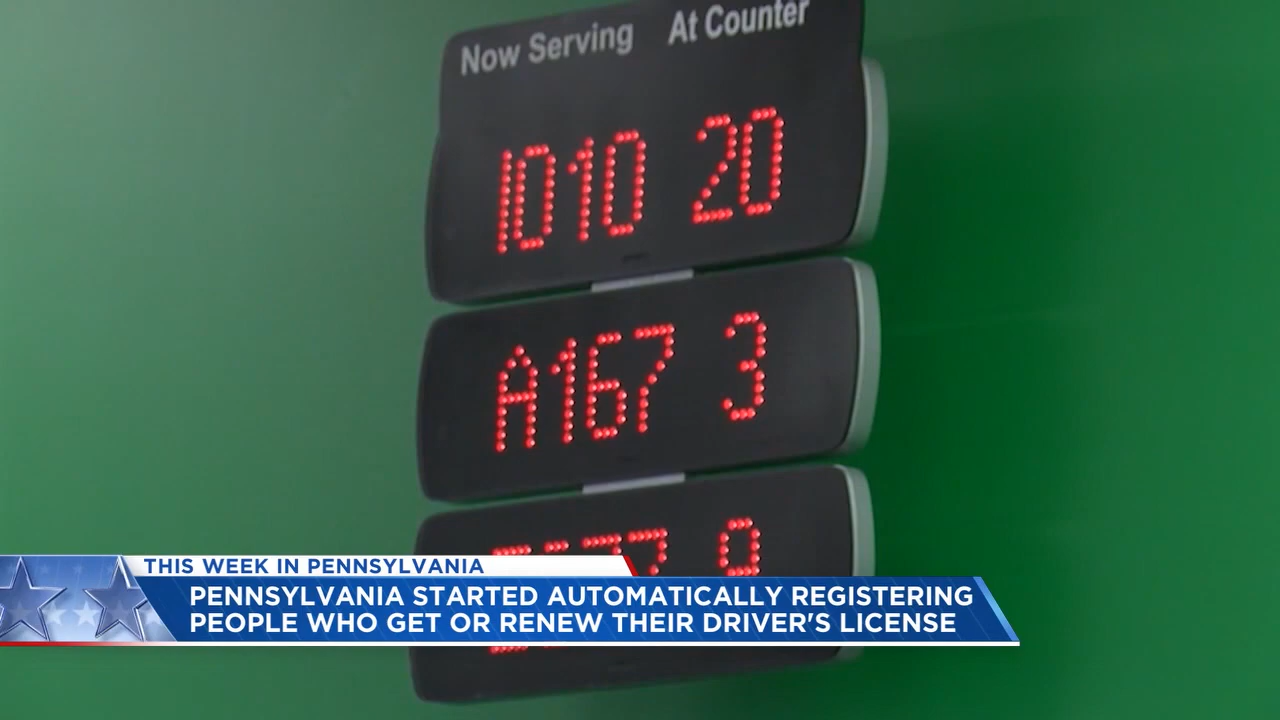 Now Serving At Counter
1010 20
A167 3
9
THIS WEEK IN PENNSYLVANIA
PENNSYLVANIA STARTED AUTOMATICALLY REGISTERING
PEOPLE WHO GET OR RENEW THEIR DRIVER'S LICENSE